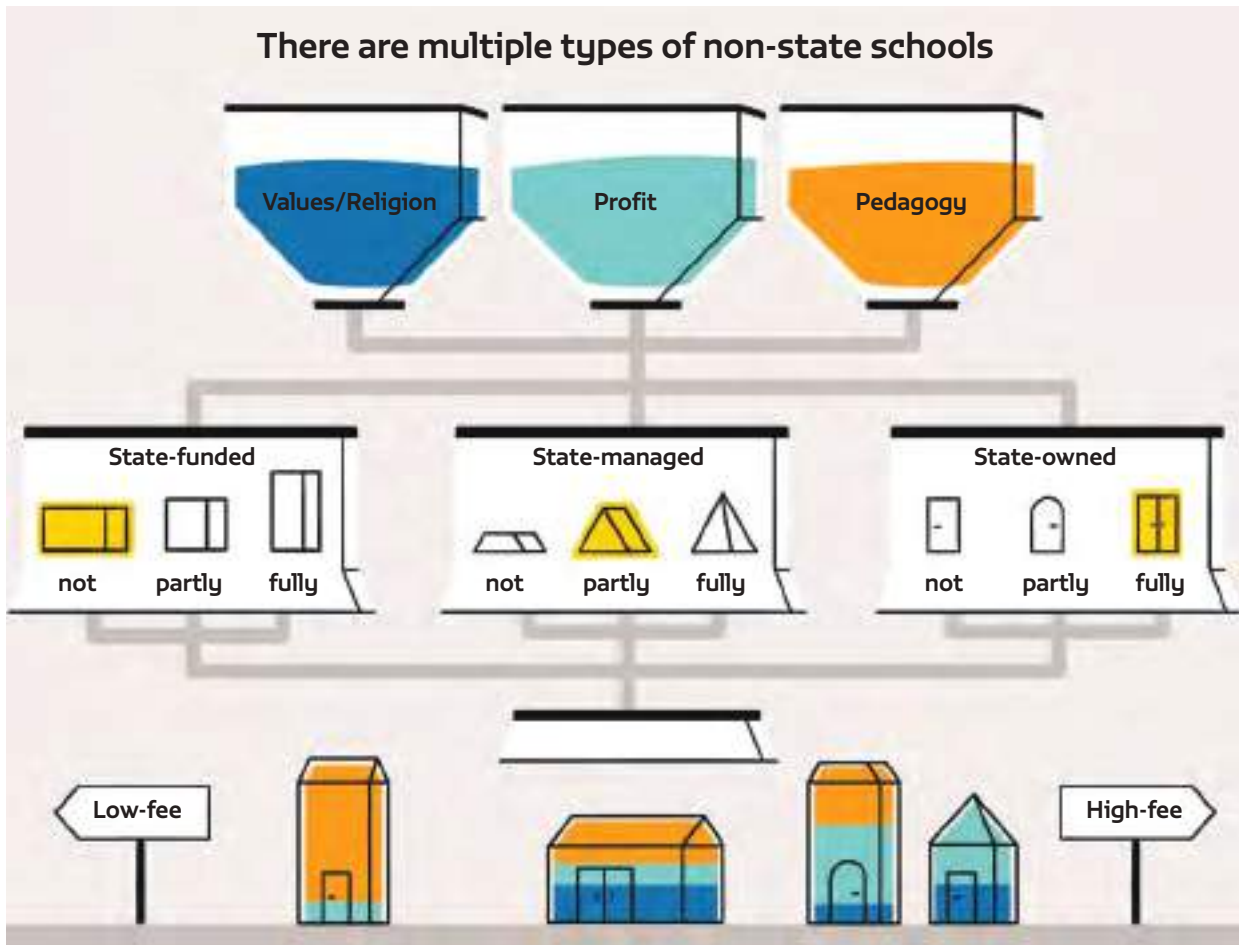 There are multiple types of non-state schools
Values/Religion
Profit
Pedagogy
State-funded
not
partly
fully
State-managed
not
partly
fully
State-owned
not
partly
fully
Low-fee
High-fee